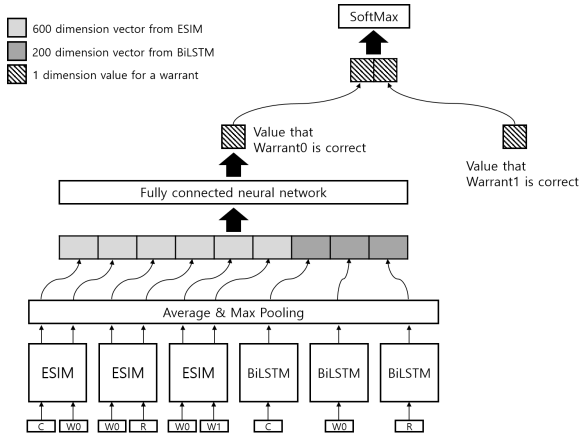 SoftMax
600 dimension vector from ESIM
200 dimension vector from BiLSTM
1 dimension value for a warrant
Value that
Warrant0 is correct
Value that
Warrant1 is correct
Fully connected neural network
Average & Max Pooling
ESIM
ESIM
ESIM
BiLSTM
BiLSTM
BiLSTM
C
W0
W0
R
W0
W1
C
W0
R